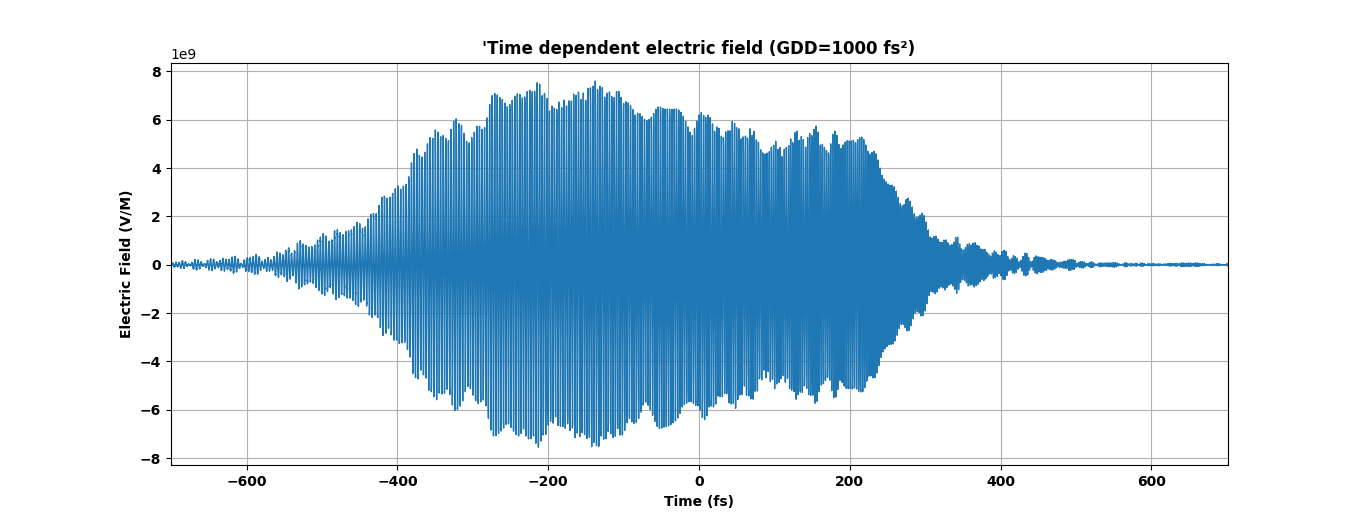 'Time dependent electric field (GDD=1000 fs²)
1e9
8
6
4
2
0
−2
−4
−6
−8
Electric Field (V/M)
−600 −400 −200 0 200 400 600
Time (fs)